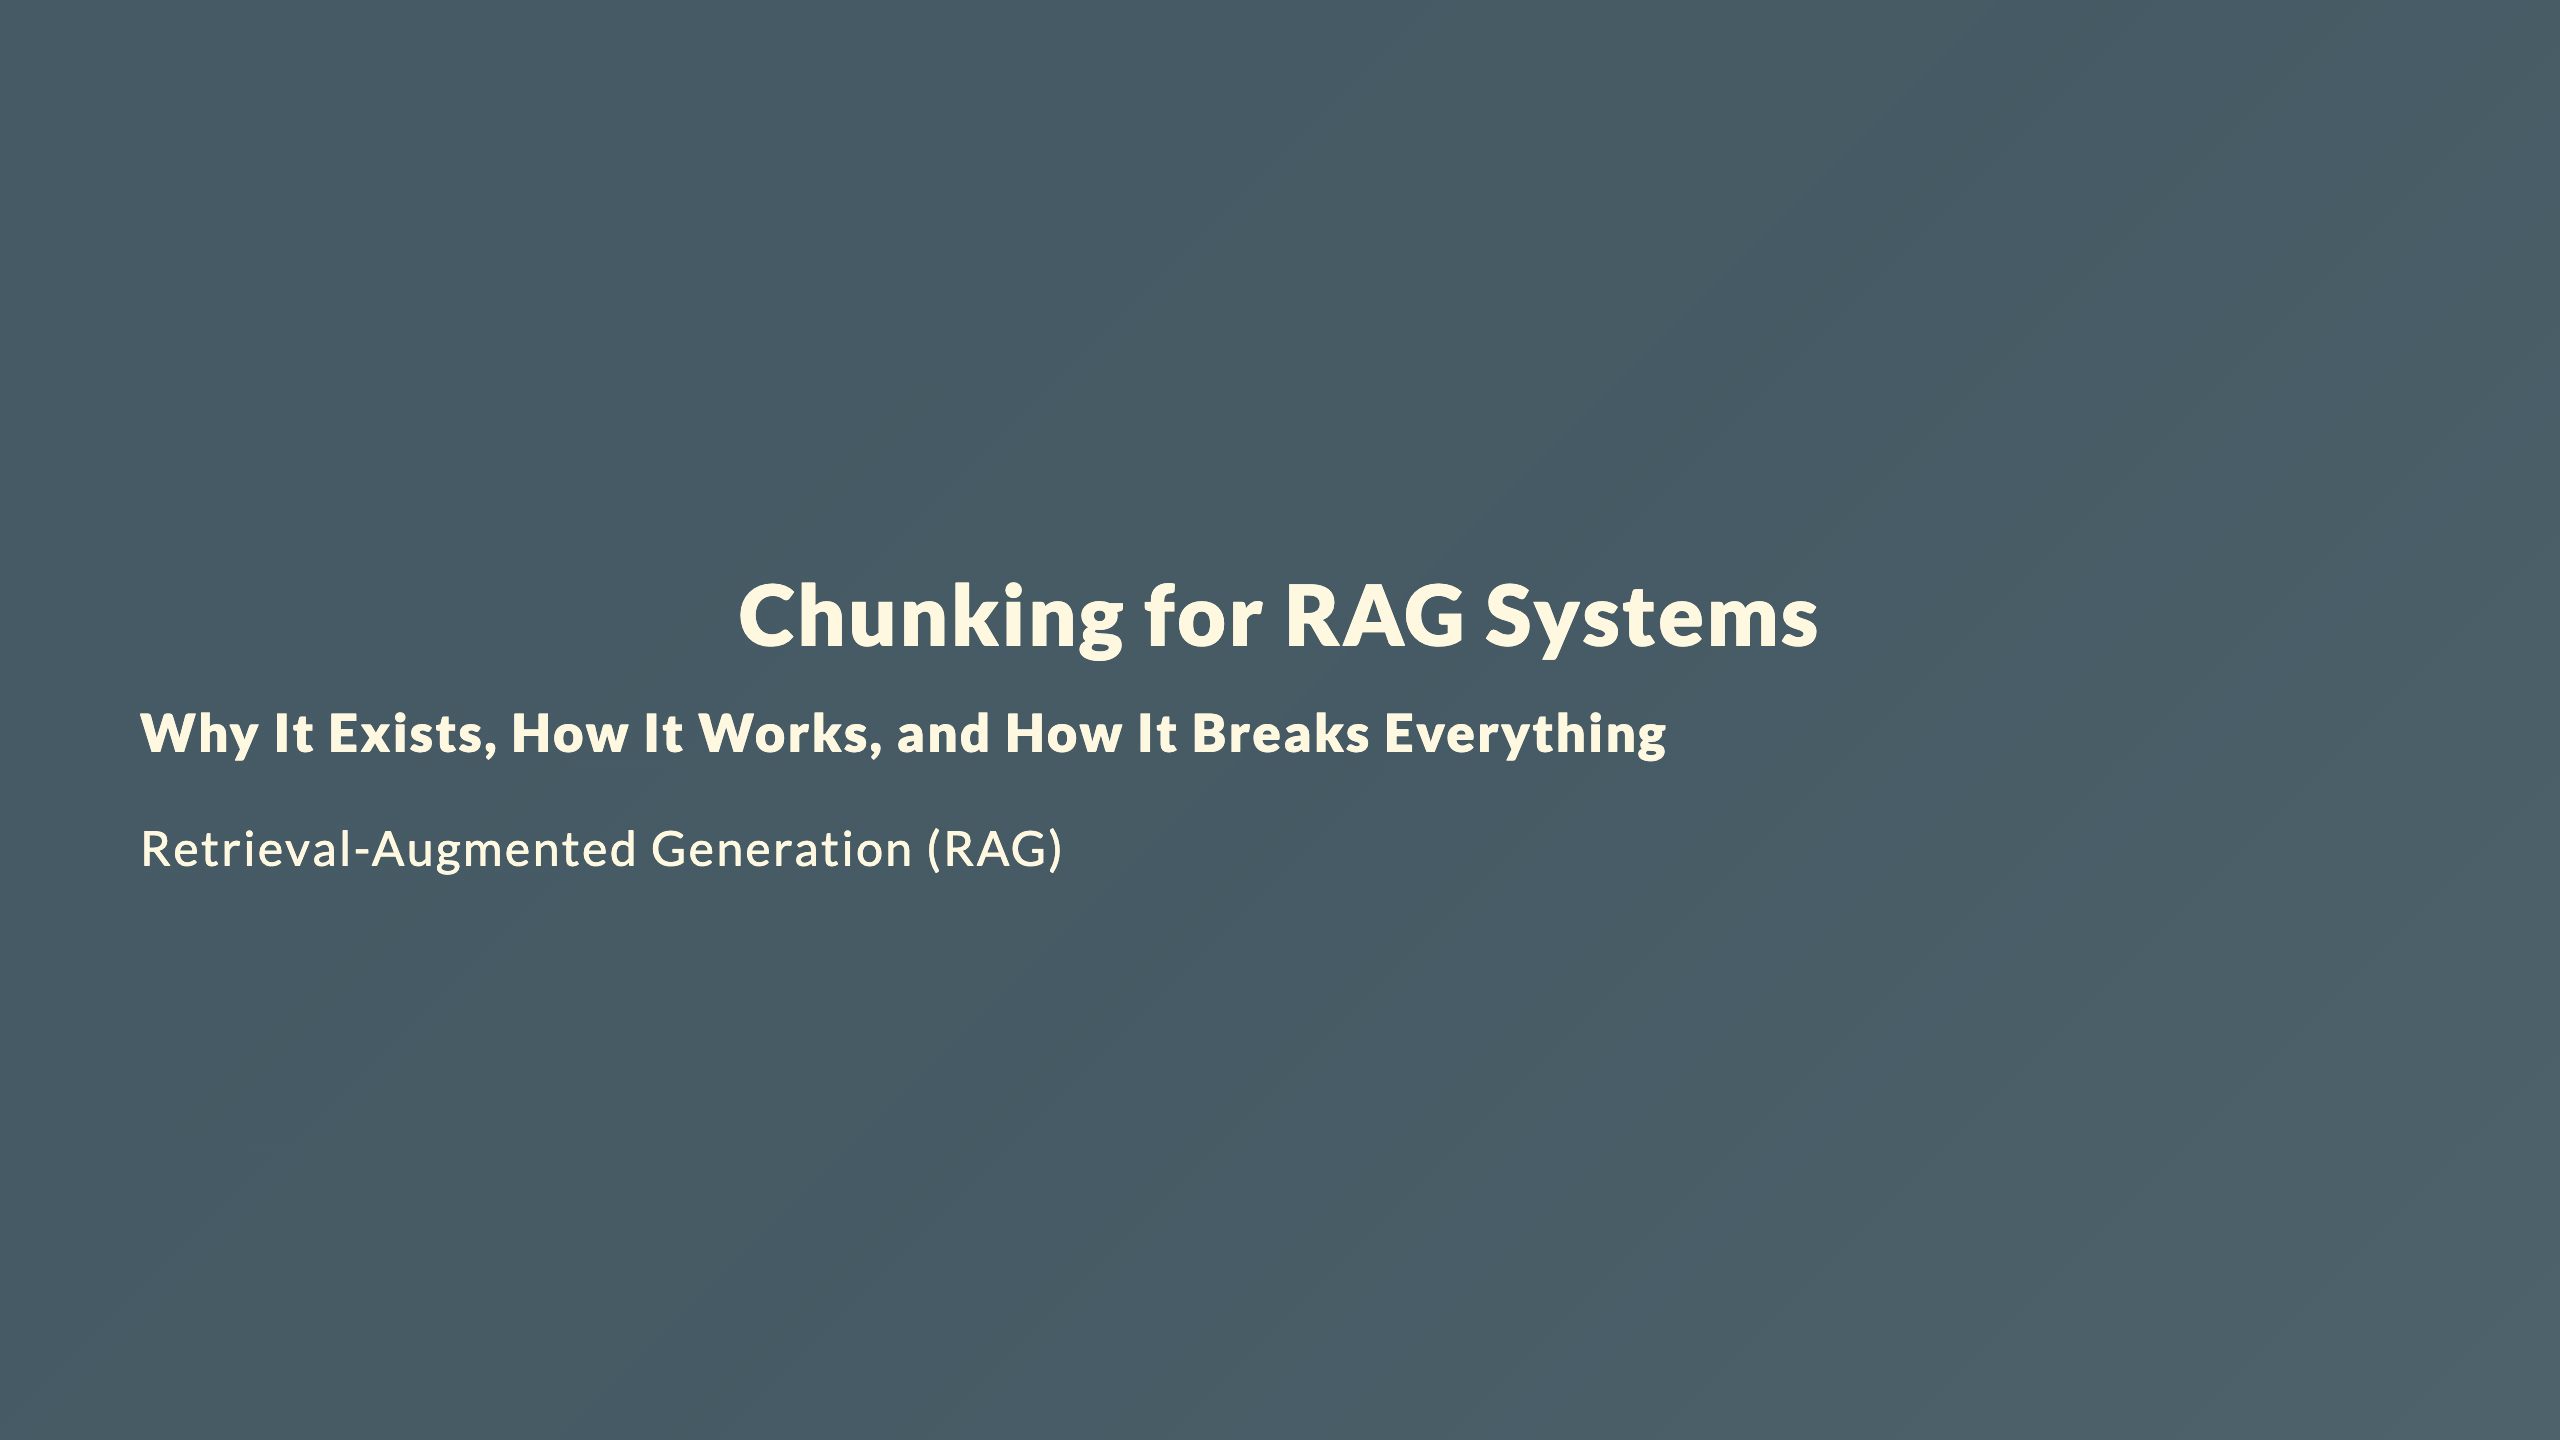 Chunking for RAG Systems
Why It Exists, How It Works, and How It Breaks Everything
Retrieval-Augmented Generation (RAG)